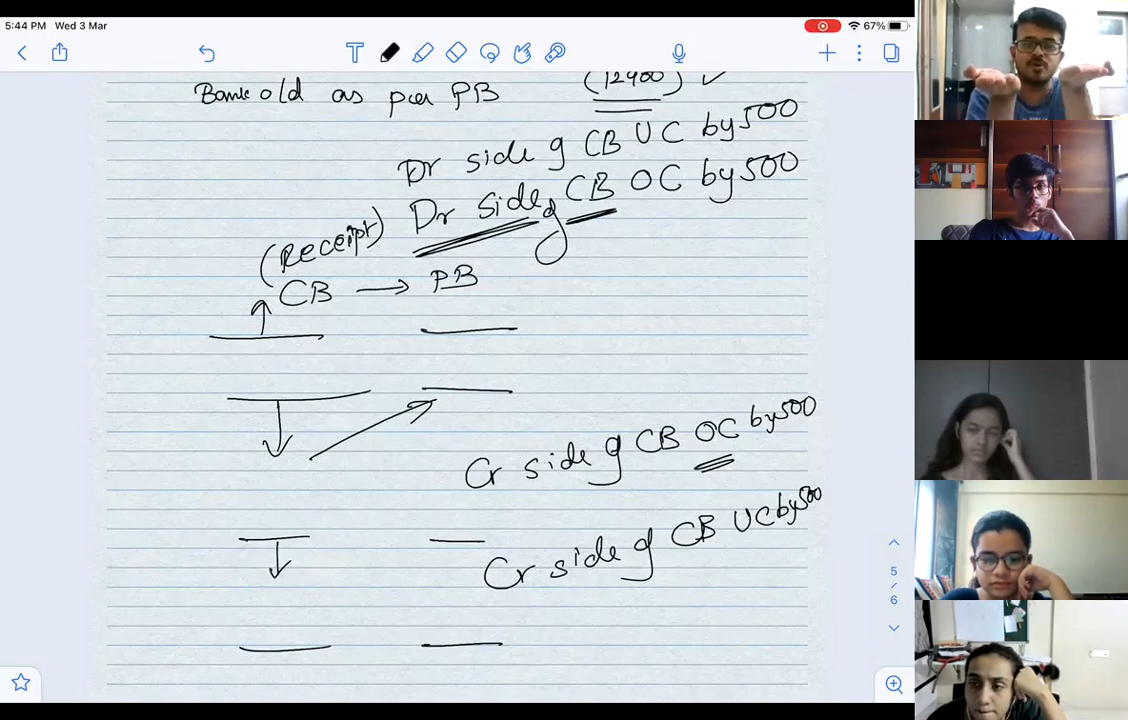 5:44 PM Wed 3 Mar
67%
T
(12400) ✓
Bank old as per PB
Dr side of CB UC by 500
Dr side of CB OC by 500
(Receipt)
CB → PB
Cr side of CB OC by 500
Cr side of CB UC by 500
5
/
6